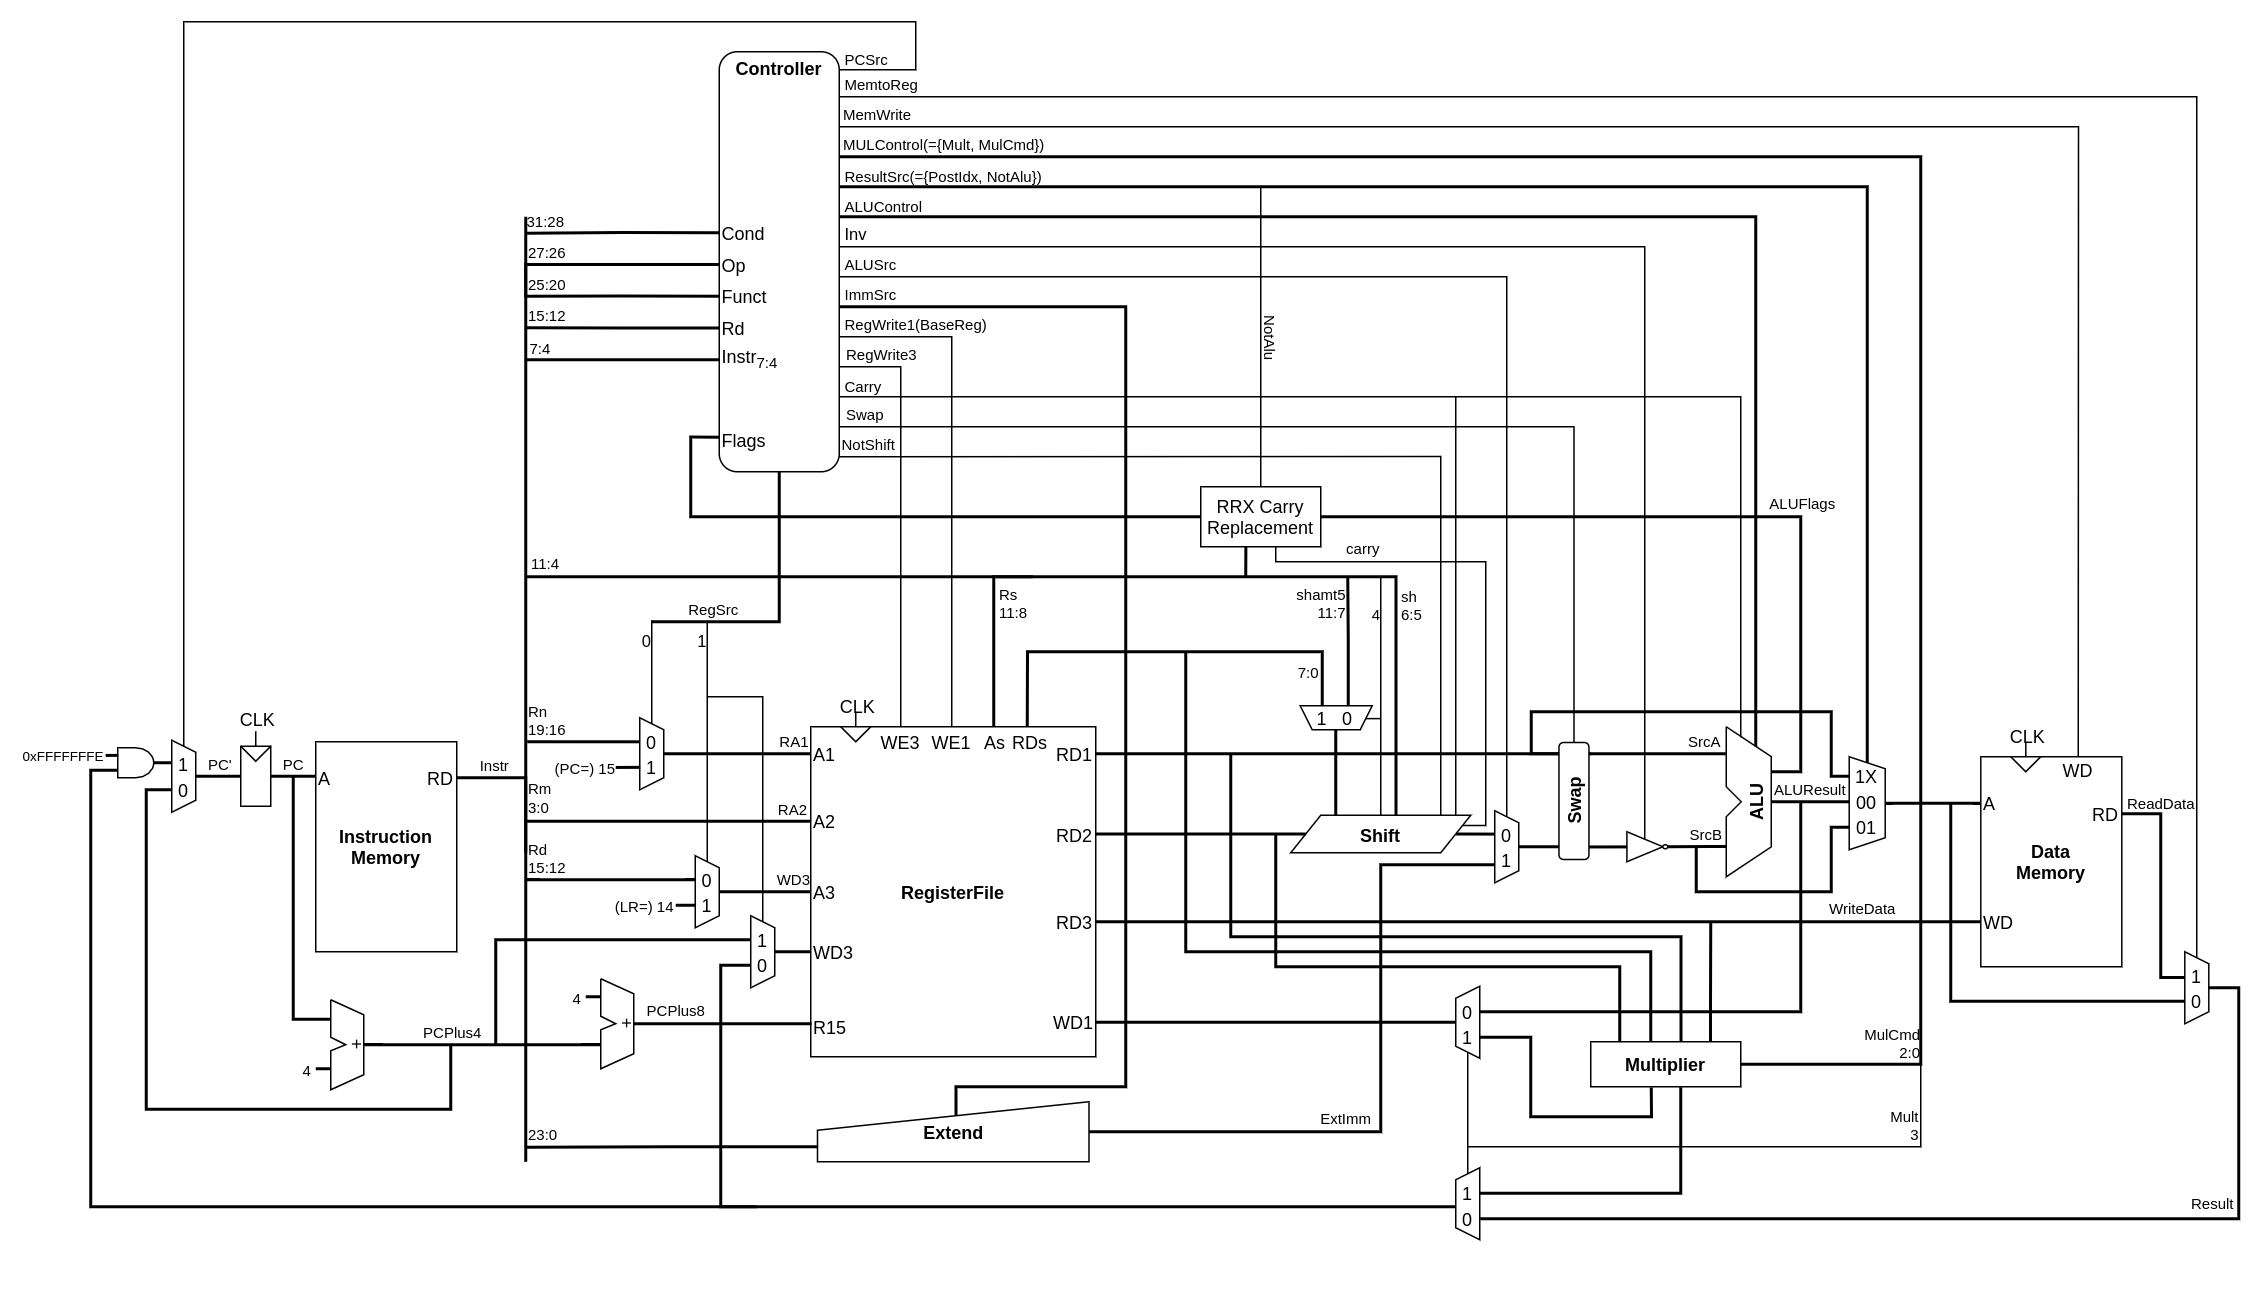 PCSrc
Controller
MemtoReg
MemWrite
MULControl(={Mult, MulCmd})
ResultSrc(={PostIdx, NotAlu})
ALUControl
31:28
Cond
Inv
27:26
Op
ALUSrc
25:20
Funct
ImmSrc
15:12
Rd
RegWrite1(BaseReg)
NotAlu
7:4
Instr7:4
RegWrite3
Carry
Swap
Flags
NotShift
RRX Carry
Replacement
ALUFlags
carry
11:4
Rs
11:8
shamt5
11:7
4
sh
6:5
RegSrc
0
1
7:0
CLK
Rn
19:16
CLK
1 0
CLK
0xFFFFFFFE
1
0
PC'
PC
A
RD
Instr
Instruction
Memory
0
1
(PC=) 15
RA1
A1
WE3
WE1
As
RDs
RD1
SrcA
Swap
ALU
ALUResult
1X
00
01
WD
A
RD
ReadData
Data
Memory
WD
Rm
3:0
RA2
A2
RD2
Shift
0
1
SrcB
Rd
15:12
0
1
(LR=) 14
WD3
A3
RegisterFile
RD3
WriteData
1
0
WD3
1
0
4
+
PCPlus8
R15
WD1
0
1
PCPlus4
+
4
Multiplier
MulCmd
2:0
23:0
Extend
ExtImm
Mult
3
1
0
Result